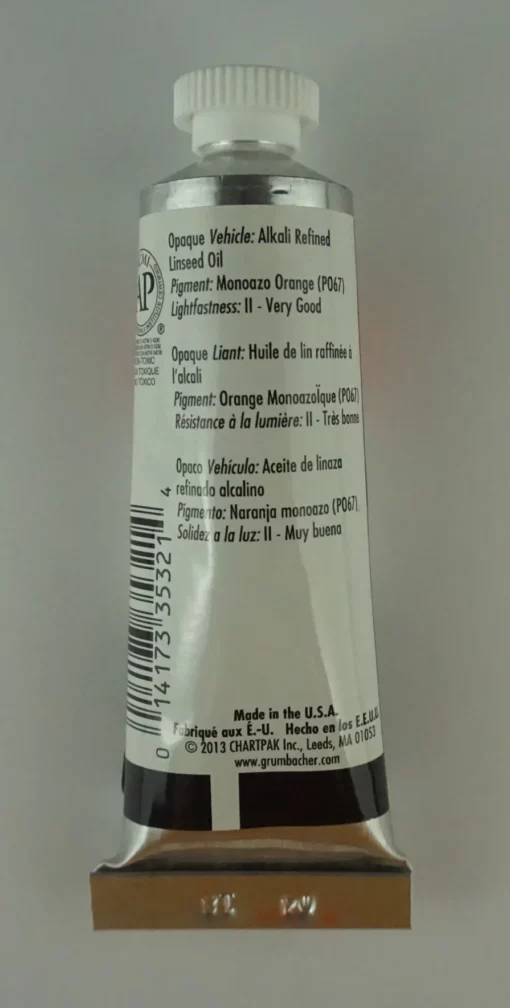 Opaque Vehicle: Alkali Refined
Linseed Oil
Pigment: Monoazo Orange (PO67)
Lightfastness: II - Very Good
Opaque Liant: Huile de lin raffinée à
l'alcali
Pigment: Orange Monoazoïque (PO67)
Résistance à la lumière: II - Très bonne
Opaco Vehículo: Aceite de linaza
refinado alcalino
Pigmento: Naranja monoazo (PO67)
Solidez a la luz: II - Muy buena
AP
®
TOXIQUE
TÓXICO
0 14173 35321 4
Made in the U.S.A.
Fabriqué aux É.-U. Hecho en los E.E.U.U.
© 2013 CHARTPAK Inc., Leeds, MA 01053
www.grumbacher.com